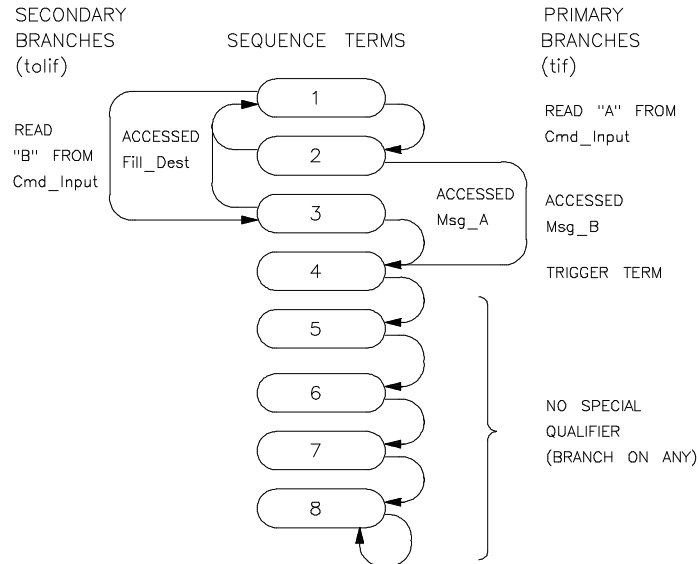 SECONDARY
BRANCHES
(tolif)
SEQUENCE TERMS
PRIMARY
BRANCHES
(tif)
1
READ
"B" FROM
Cmd_Input
ACCESSED
Fill_Dest
READ "A" FROM
Cmd_Input
2
3
ACCESSED
Msg_A
ACCESSED
Msg_B
4
TRIGGER TERM
5
6
NO SPECIAL
QUALIFIER
(BRANCH ON ANY)
7
8